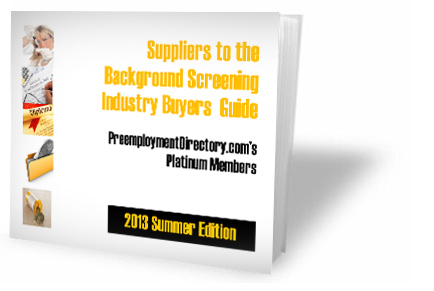 Suppliers to the
Background Screening
Industry Buyers Guide
PreemploymentDirectory.com's
Platinum Members
2013 Summer Edition